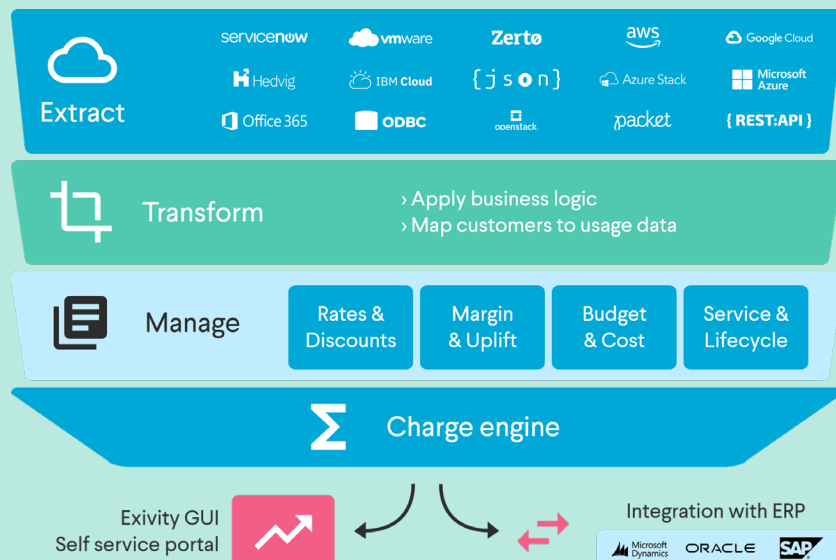 servicenow
vmware
Zerto
aws
Google Cloud
Hedvig
IBM Cloud
{json}
Azure Stack
Microsoft
Azure
Extract
Office 365
ODBC
openstack.
packet
{ REST:API }
Transform
› Apply business logic
› Map customers to usage data
Manage
Rates &
Discounts
Margin
& Uplift
Budget
& Cost
Service &
Lifecycle
Σ Charge engine
Exivity GUI
Self service portal
Integration with ERP
Microsoft
Dynamics
ORACLE
SAP